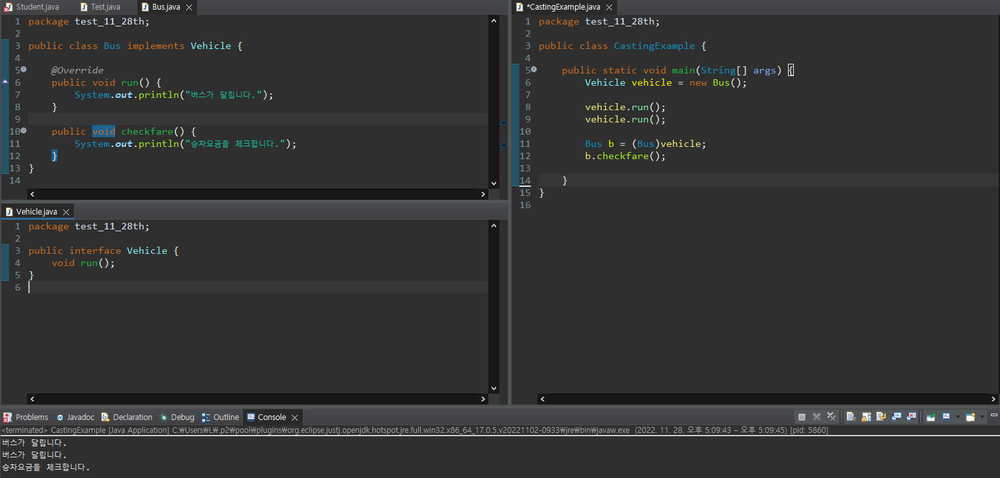 Student.java Test.java Bus.java
1 package test_11_28th;
2
3 public class Bus implements Vehicle {
4
5 @Override
6 public void run() {
7 System.out.println("버스가 달립니다.");
8 }
9
10 public void checkfare() {
11 System.out.println("승차요금을 체크합니다.");
12 }
13 }
14
Vehicle.java
1 package test_11_28th;
2
3 public interface Vehicle {
4 void run();
5 }
6
*CastingExample.java
1 package test_11_28th;
2
3 public class CastingExample {
4
5 public static void main(String[] args) {
6 Vehicle vehicle = new Bus();
7
8 vehicle.run();
9 vehicle.run();
10
11 Bus b = (Bus)vehicle;
12 b.checkfare();
13
14 }
15 }
16
Problems @ Javadoc Declaration Debug Outline Console
<terminated> CastingExample [Java Application] C:₩Users₩L₩.p2₩pool₩plugins₩org.eclipse.justj.openjdk.hotspot.jre.full.win32.x86_64_17.0.5.v20221102-0933₩jre₩bin₩javaw.exe (2022. 11. 28. 오후 5:09:43 – 오후 5:09:45) [pid: 5860]
버스가 달립니다.
버스가 달립니다.
승차요금을 체크합니다.